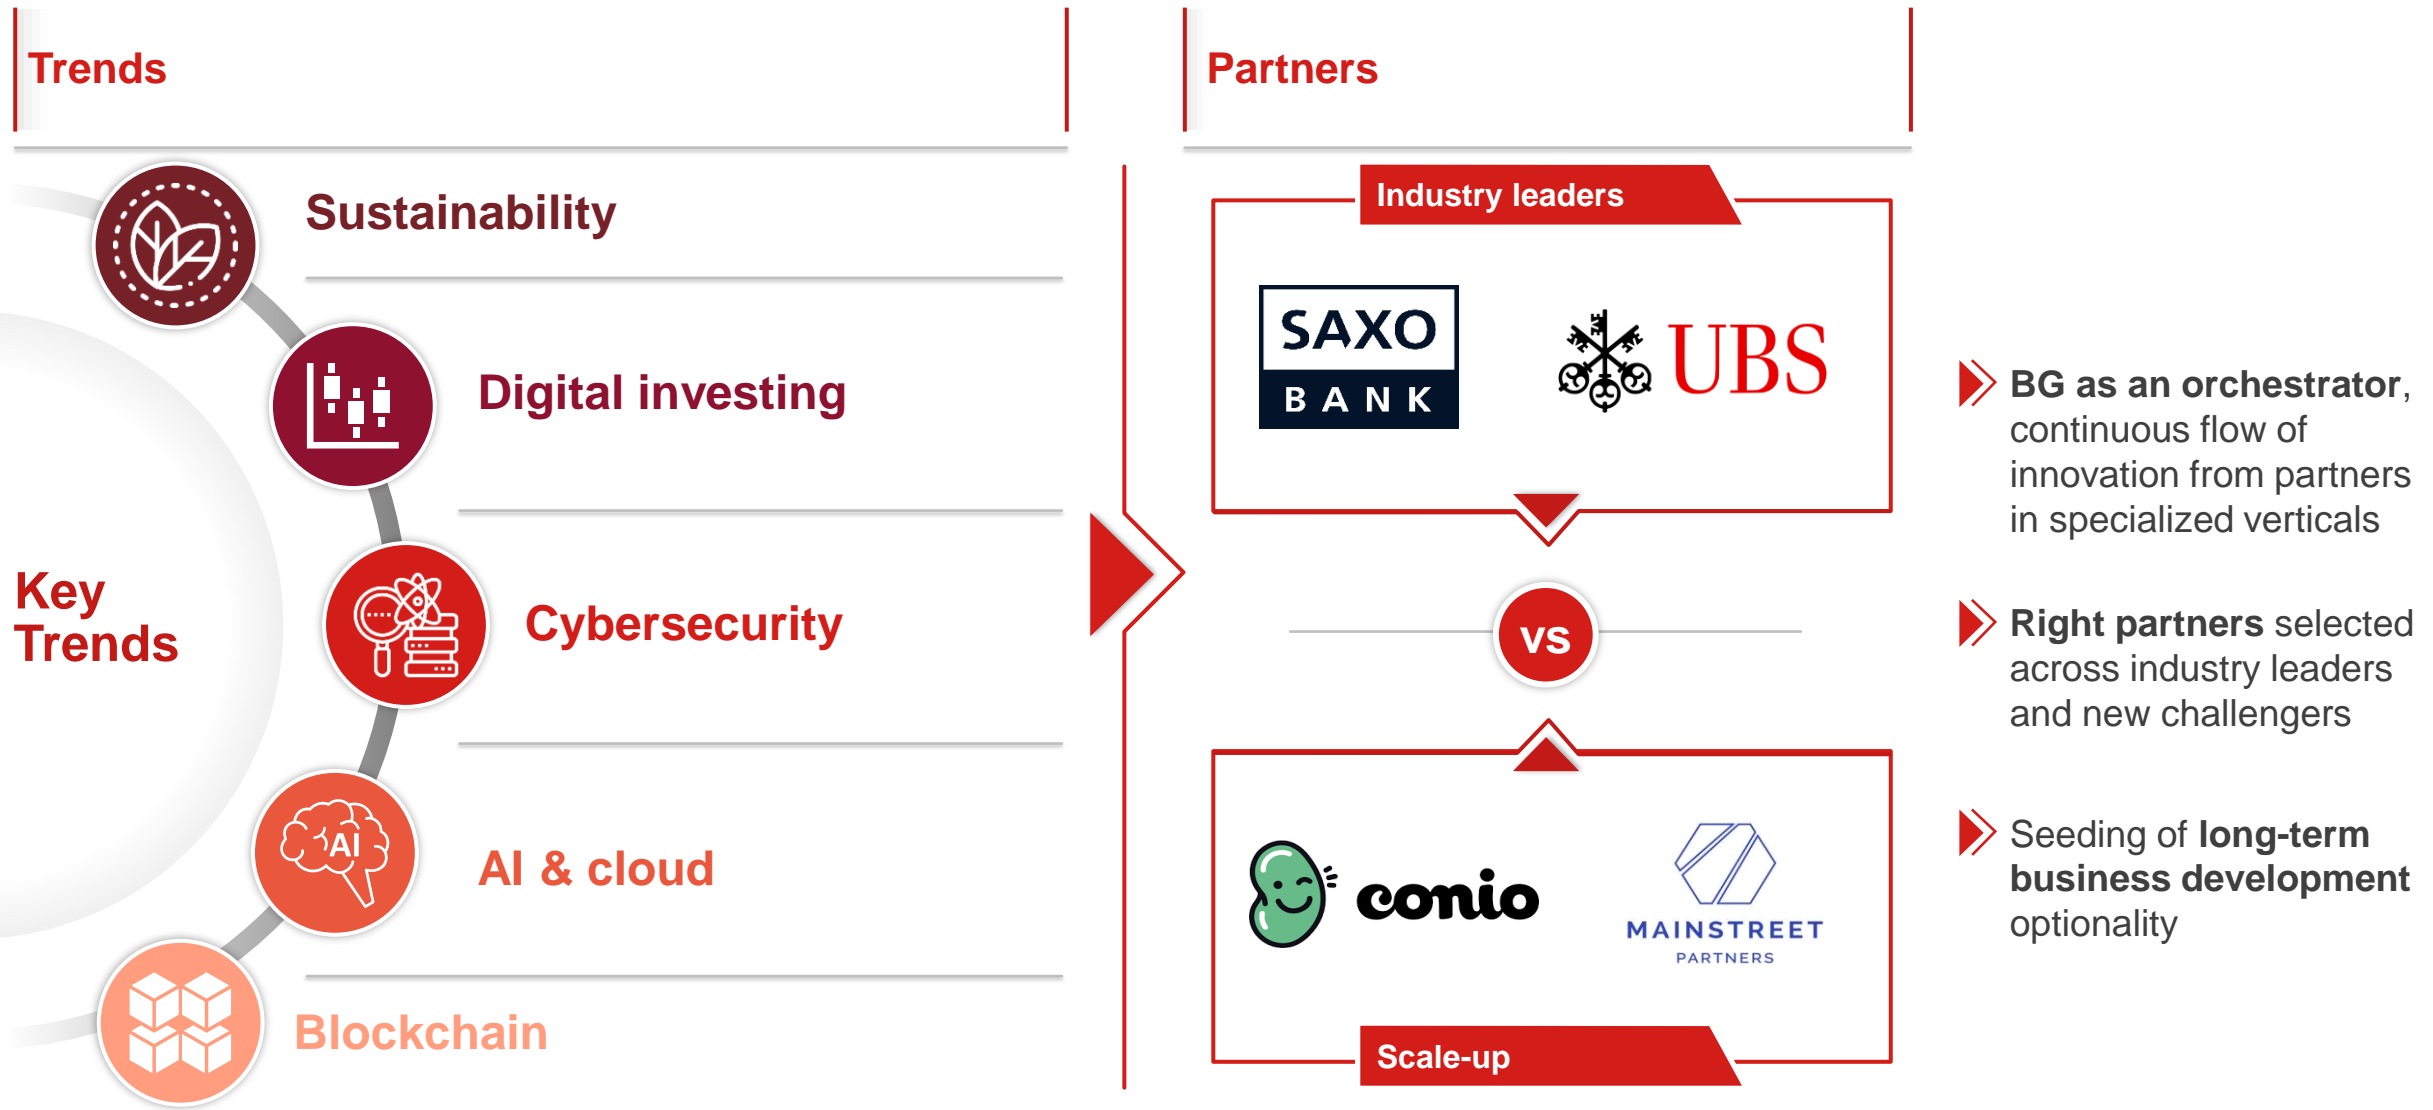 Trends
Key
Trends
Sustainability
Digital investing
Cybersecurity
AI
AI & cloud
Blockchain
Partners
Industry leaders
SAXO
BANK
UBS
vs
conio
MAINSTREET
PARTNERS
Scale-up
BG as an orchestrator,
continuous flow of
innovation from partners
in specialized verticals
Right partners selected
across industry leaders
and new challengers
Seeding of long-term
business development
optionality